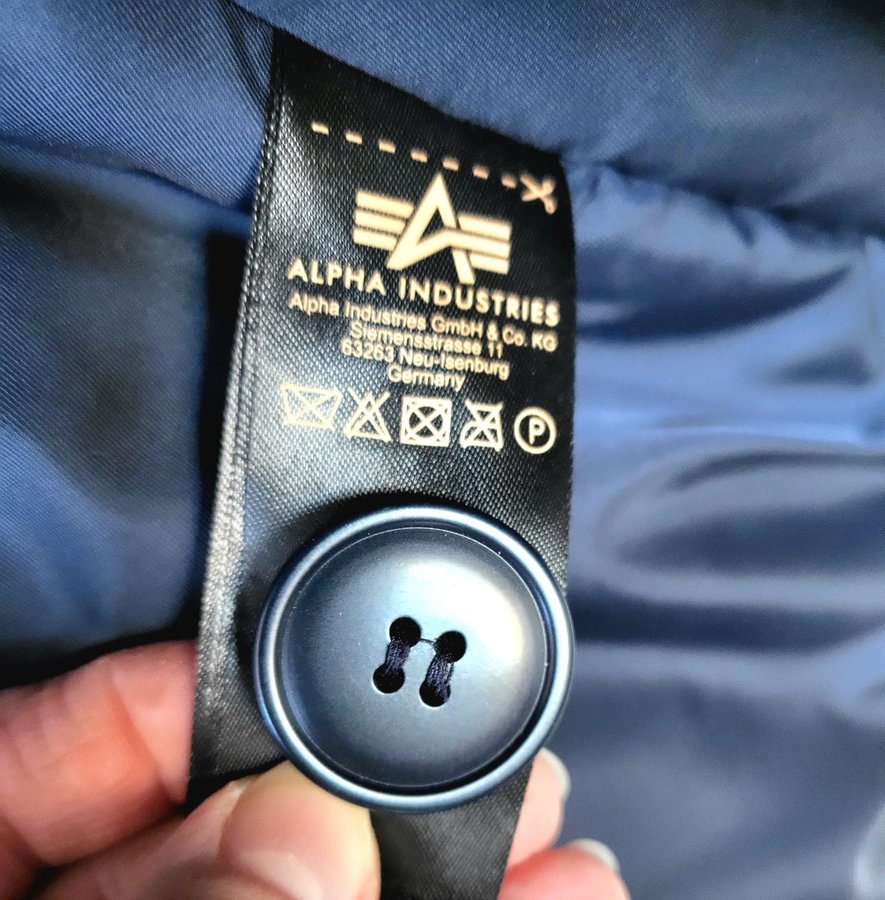 ALPHA INDUSTRIES
Alpha Industries GmbH & Co. KG
Siemensstrasse 11
63263 Neu-Isenburg
Germany
P